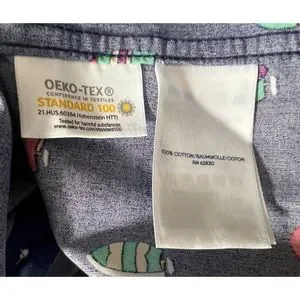 OEKO-TEX®
CONFIDENCE IN TEXTILES
STANDARD 100
21.HUS.60384 Hohenstein HTTI
Tested for harmful substances
www.oeko-tex.com/standard100
100% COTTON/BAUMWOLLE/COTON
RN 62830